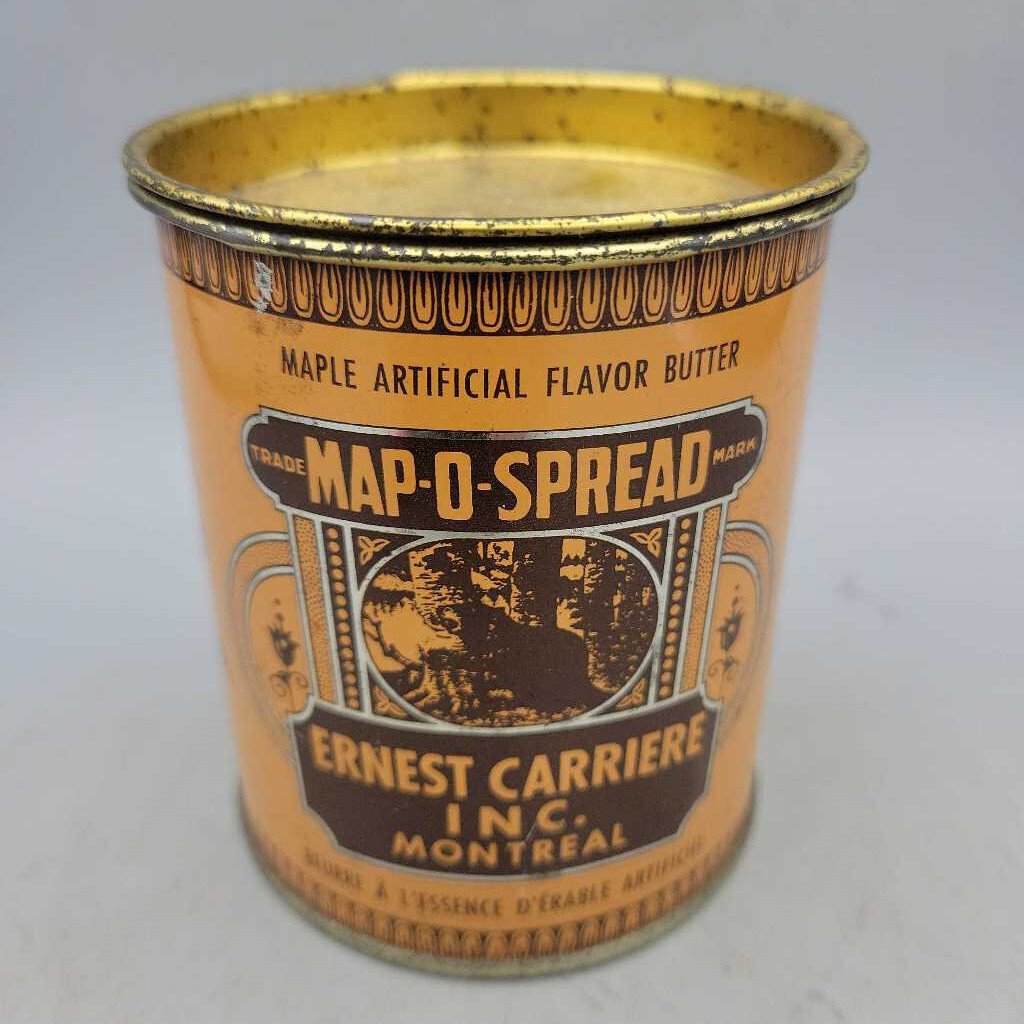 MAPLE ARTIFICIAL FLAVOR BUTTER
TRADE MAP-O-SPREAD MARK
ERNEST CARRIERE
INC.
MONTREAL
BEURRE À L'ESSENCE D'ÉRABLE ARTIFICIEL